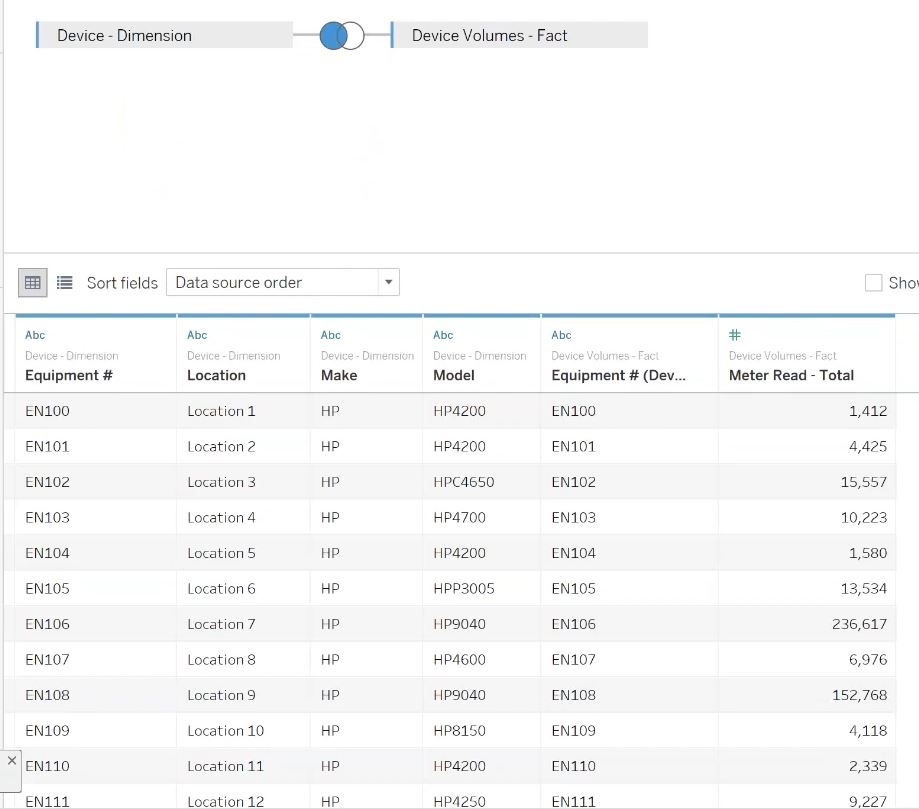 Device - Dimension Device Volumes - Fact
Sort fields Data source order Sho
Abc Abc Abc Abc Abc #
Device - Dimension Device - Dimension Device - Dimension Device - Dimension Device Volumes - Fact Device Volumes - Fact
Equipment # Location Make Model Equipment # (Dev... Meter Read - Total
EN100 Location 1 HP HP4200 EN100 1,412
EN101 Location 2 HP HP4200 EN101 4,425
EN102 Location 3 HP HPC4650 EN102 15,557
EN103 Location 4 HP HP4700 EN103 10,223
EN104 Location 5 HP HP4200 EN104 1,580
EN105 Location 6 HP HPP3005 EN105 13,534
EN106 Location 7 HP HP9040 EN106 236,617
EN107 Location 8 HP HP4600 EN107 6,976
EN108 Location 9 HP HP9040 EN108 152,768
EN109 Location 10 HP HP8150 EN109 4,118
EN110 Location 11 HP HP4200 EN110 2,339
EN111 Location 12 HP HP4250 EN111 9,227